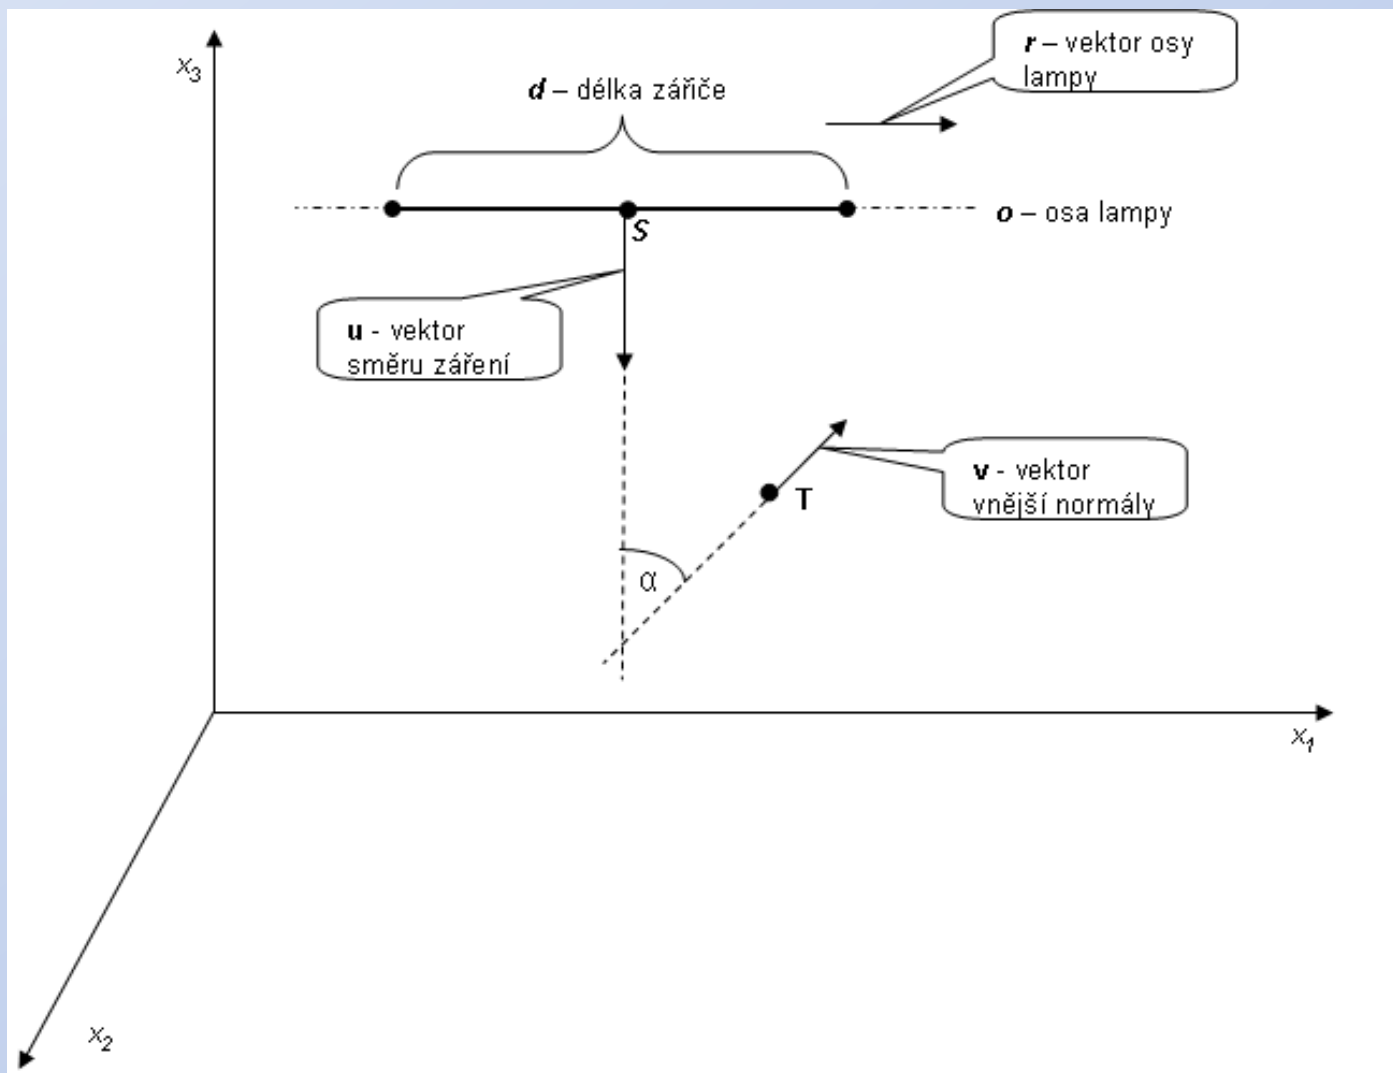 r – vektor osy
lampy
x3
d – délka zářiče
o – osa lampy
S
u - vektor
směru záření
v - vektor
vnější normály
T
α
x1
x2